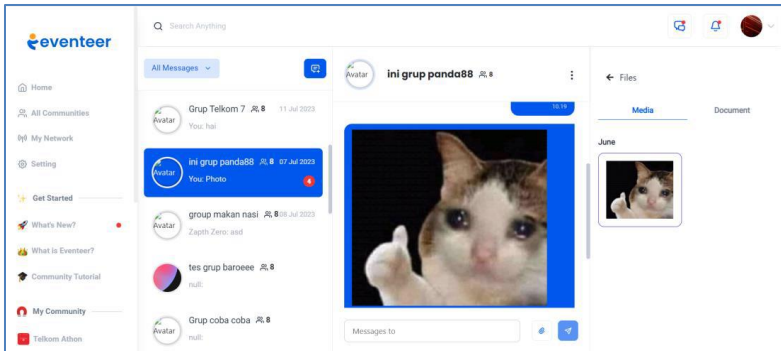 eventeer
Search Anything
Home
All Communities
My Network
Setting
Get Started
What's New?
What is Eventeer?
Community Tutorial
My Community
Telkom Athon
All Messages
Avatar
Grup Telkom 7 8 11 Jul 2023
You: hai
Avatar
ini grup panda88 8 07 Jul 2023
You: Photo 4
Avatar
group makan nasi 8 06 Jul 2023
Zapth Zero: asd
tes grup baroeee 8
null:
Avatar
Grup coba coba 8
null:
Avatar
ini grup panda88 8
16.19
Messages to
Files
Media Document
June